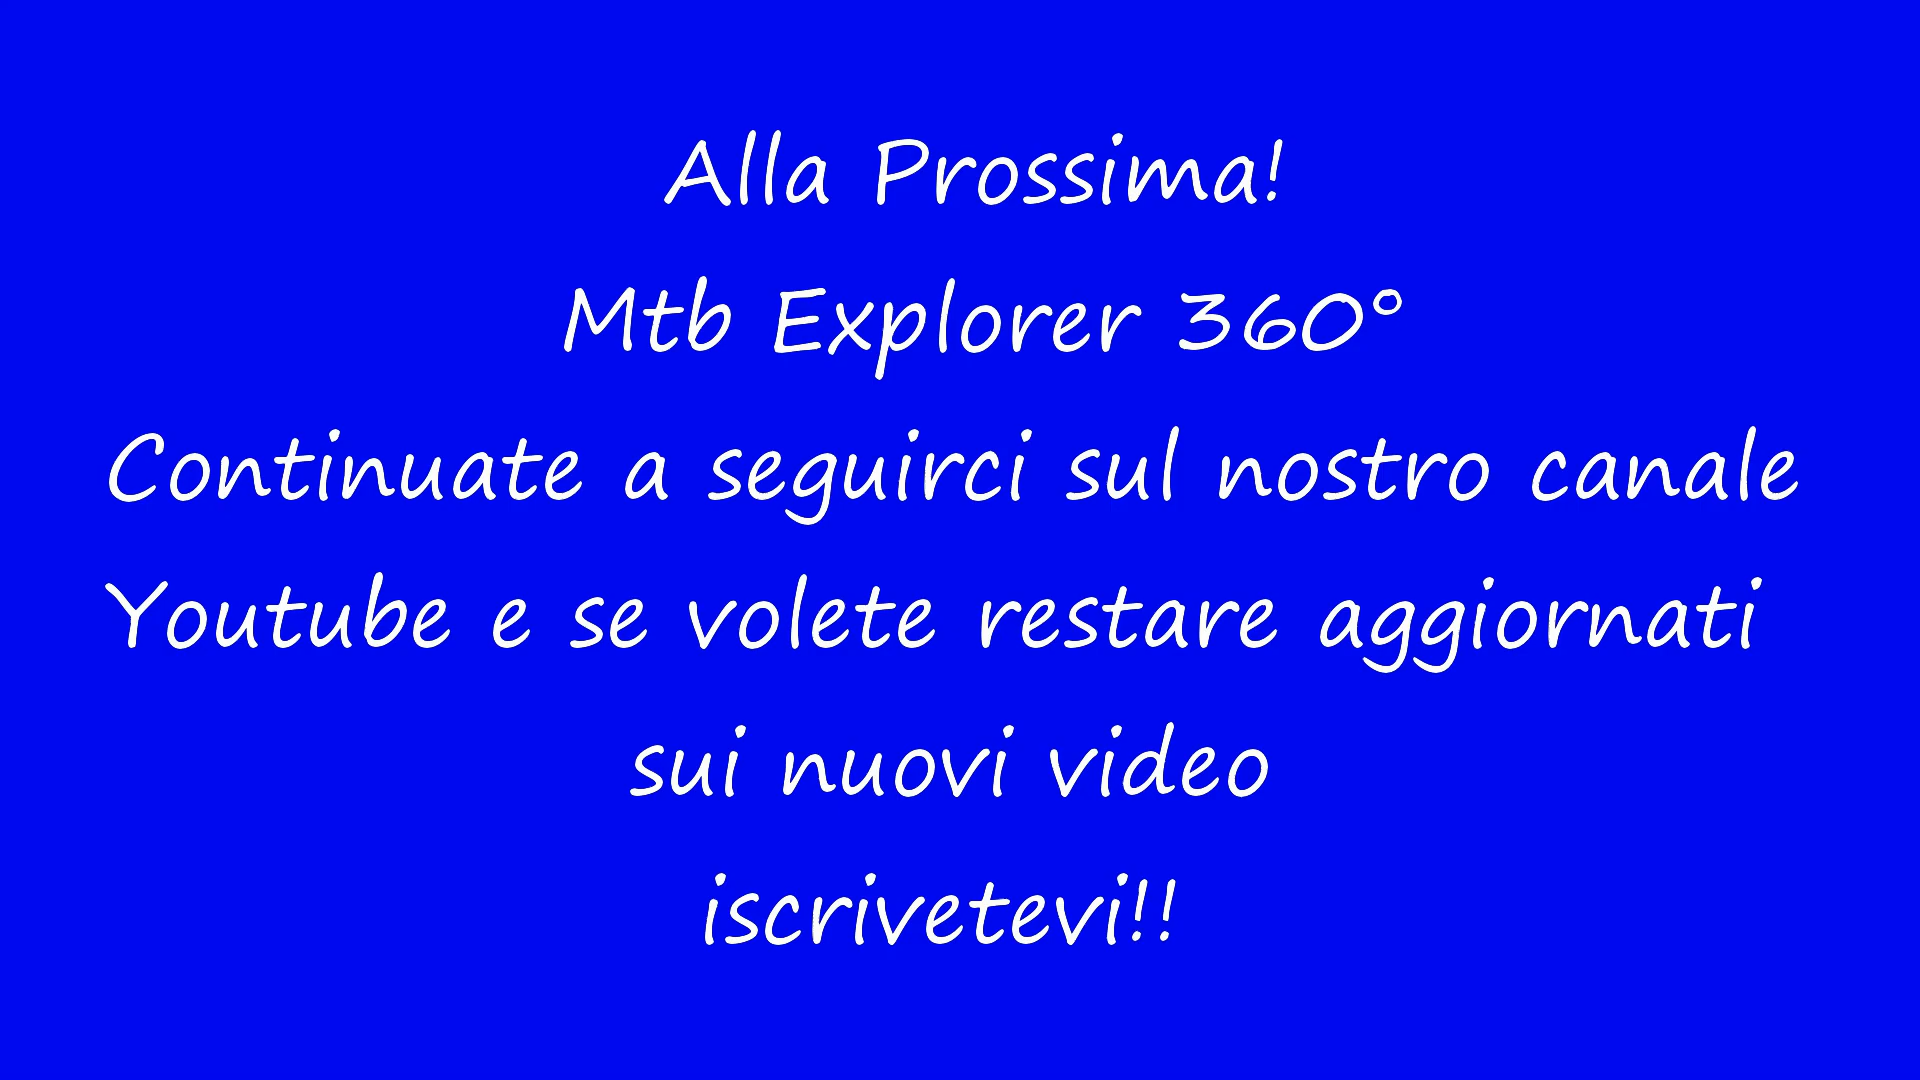 Alla Prossima!
Mtb Explorer 360°
Continuate a seguirci sul nostro canale
Youtube e se volete restare aggiornati
sui nuovi video
iscrivetevi!!